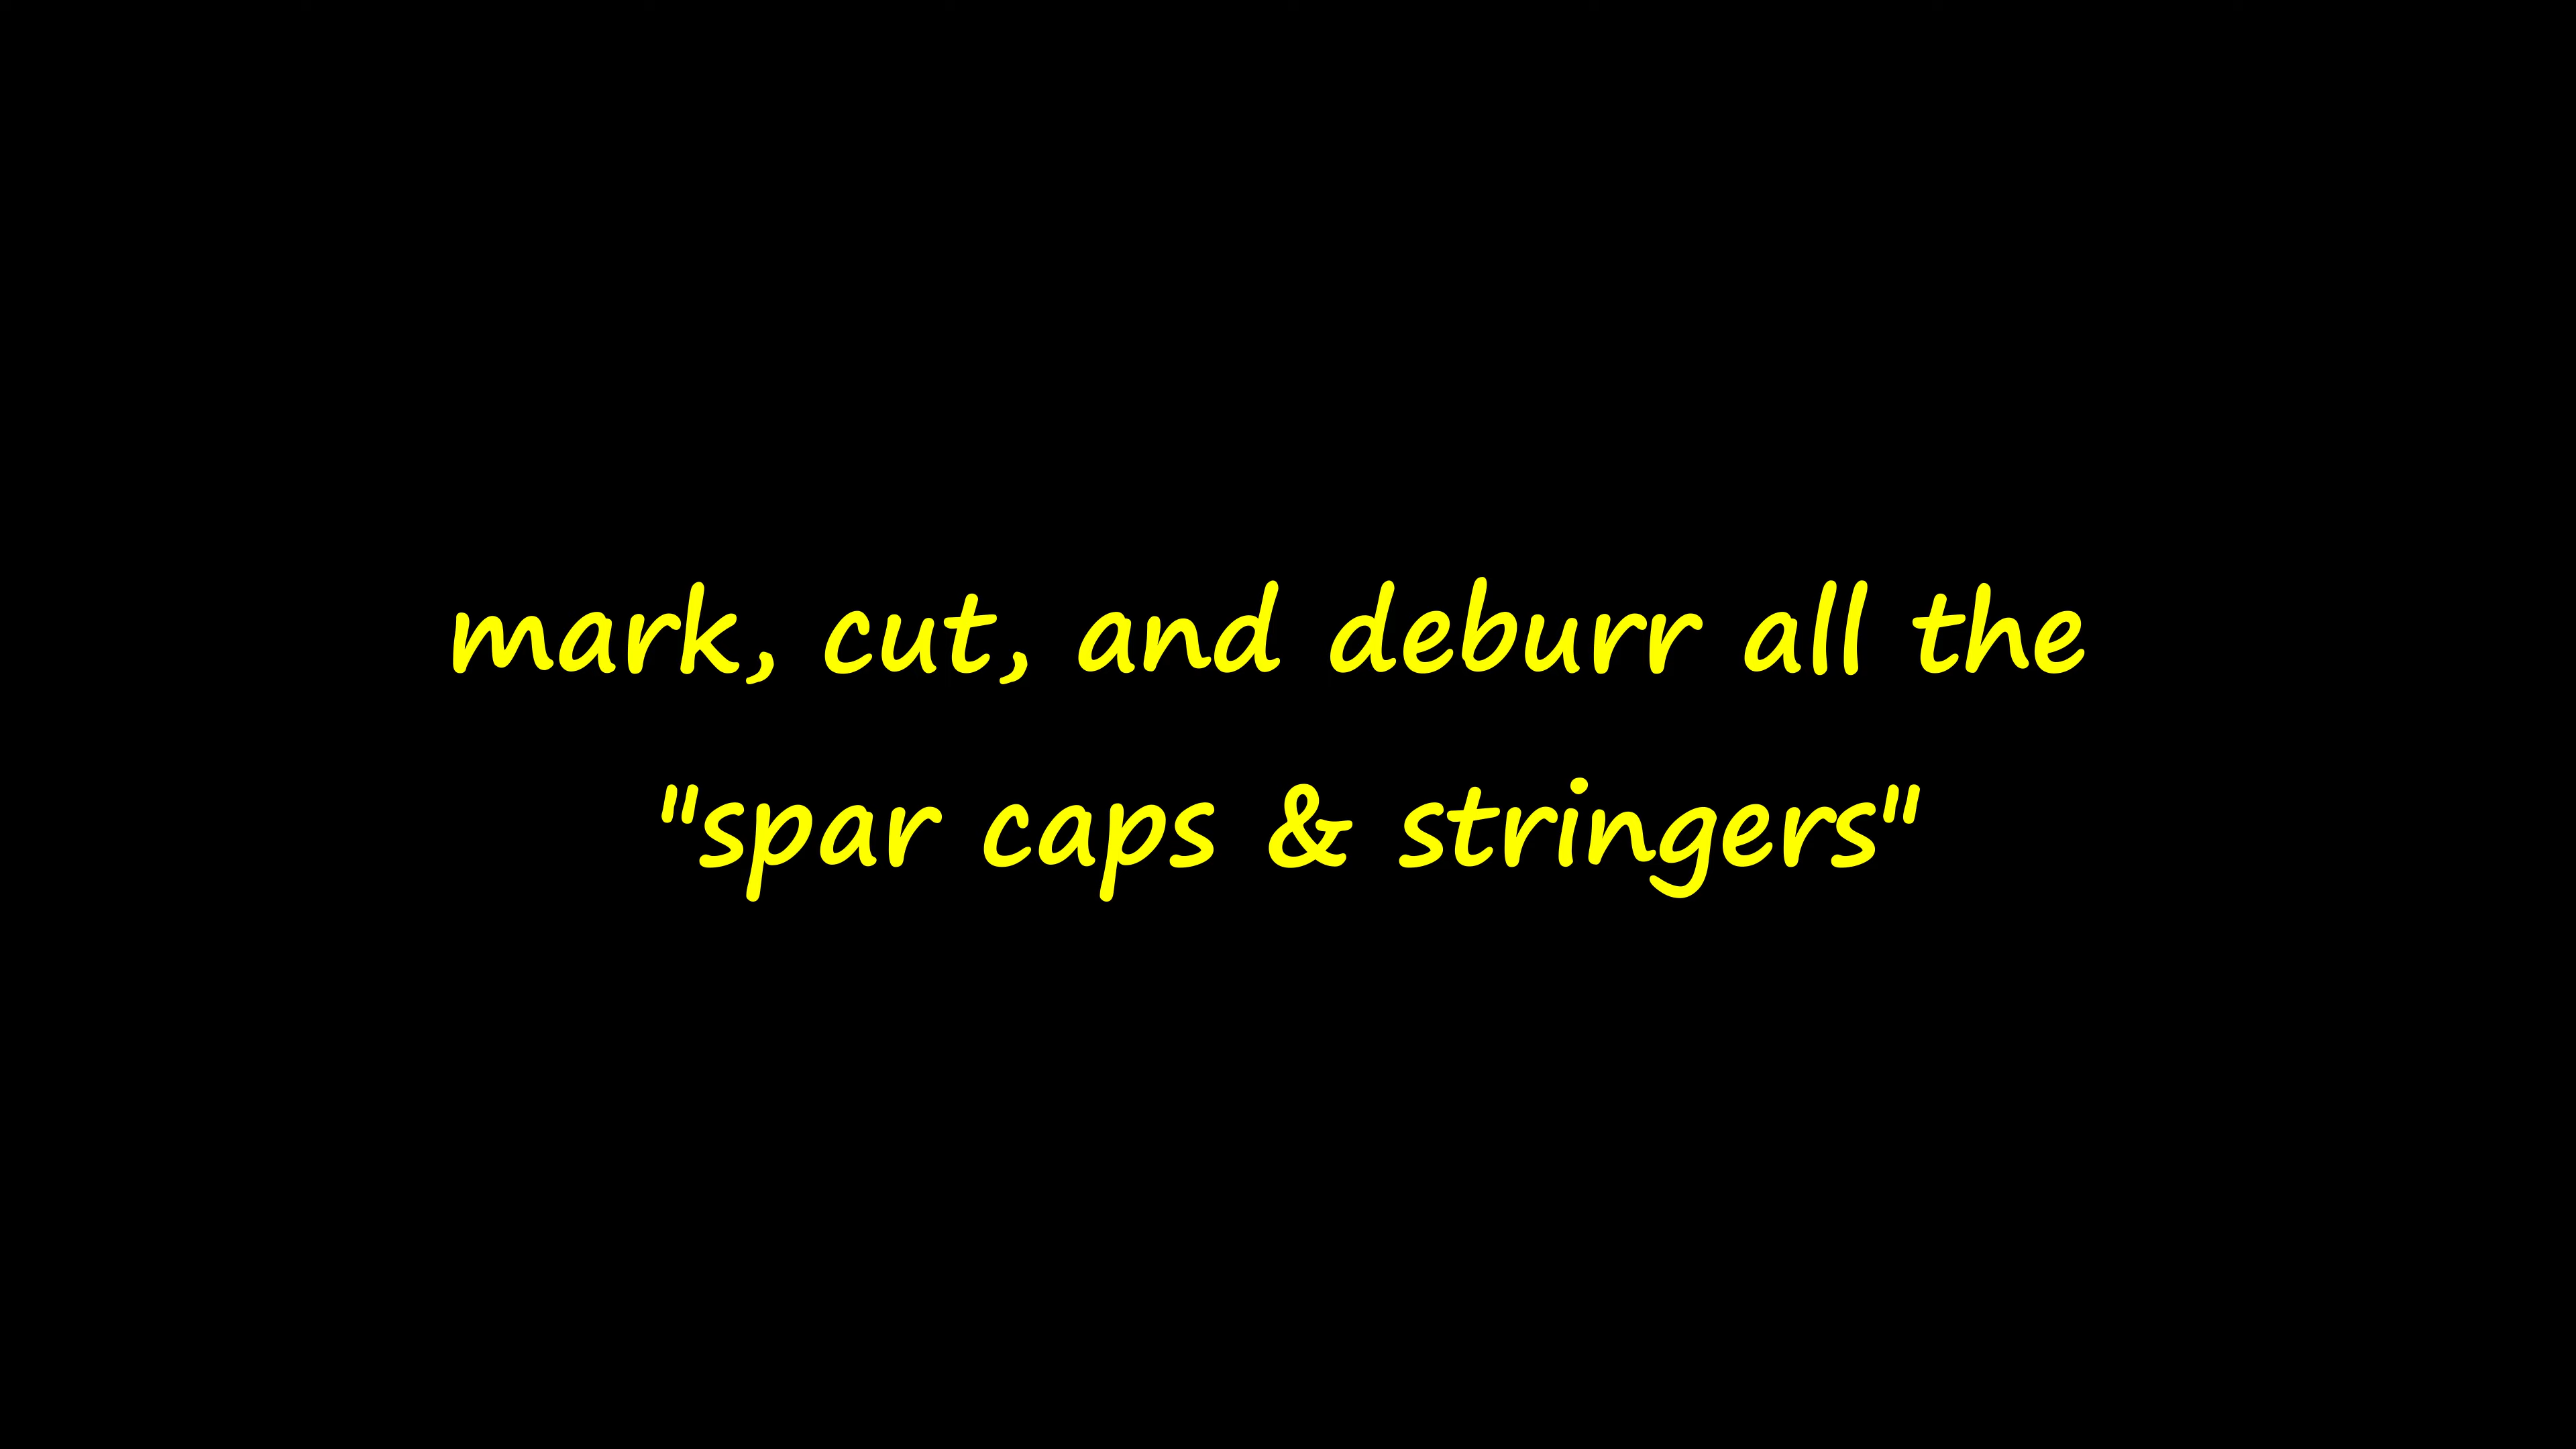 mark, cut, and deburr all the
"spar caps & stringers"